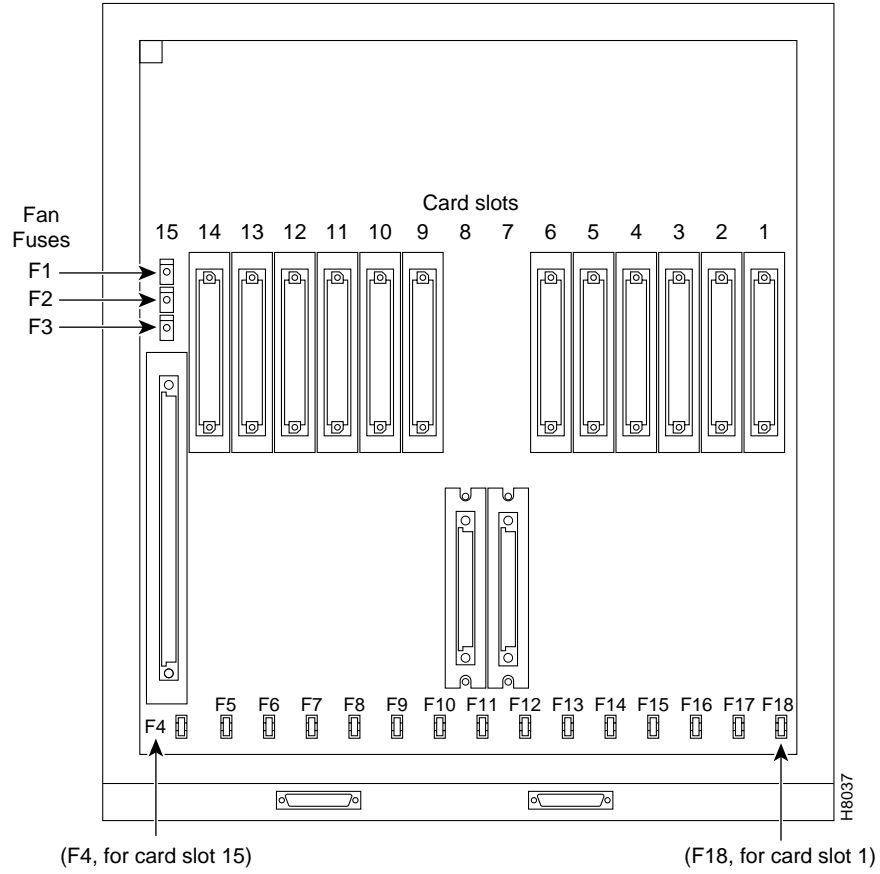 Card slots
15 14 13 12 11 10 9 8 7 6 5 4 3 2 1
Fan
Fuses
F1
F2
F3
F4 F5 F6 F7 F8 F9 F10 F11 F12 F13 F14 F15 F16 F17 F18
H8037
(F4, for card slot 15)
(F18, for card slot 1)